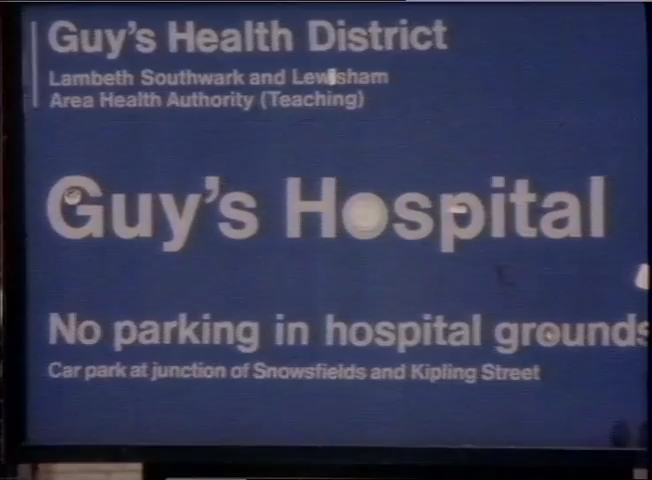 Guy's Health District
Lambeth Southwark and Lewisham
Area Health Authority (Teaching)
Guy's Hospital
No parking in hospital grounds
Car park at junction of Snowsfields and Kipling Street